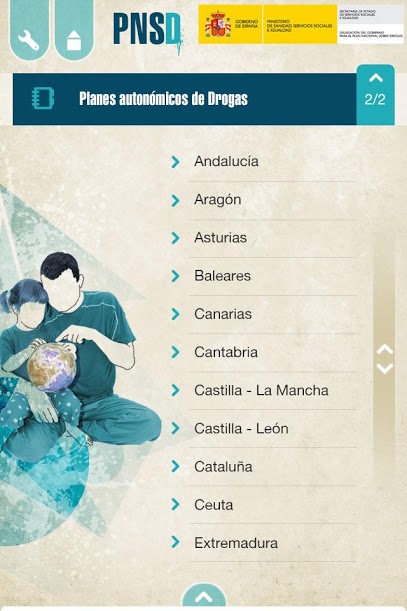 PNSD
GOBIERNO
DE ESPAÑA
MINISTERIO
DE SANIDAD, SERVICIOS SOCIALES
E IGUALDAD
SECRETARÍA DE ESTADO
DE SERVICIOS SOCIALES
E IGUALDAD
DELEGACIÓN DEL GOBIERNO
PARA EL PLAN NACIONAL SOBRE DROGAS
Planes autonómicos de Drogas
2/2
Andalucía
Aragón
Asturias
Baleares
Canarias
Cantabria
Castilla - La Mancha
Castilla - León
Cataluña
Ceuta
Extremadura